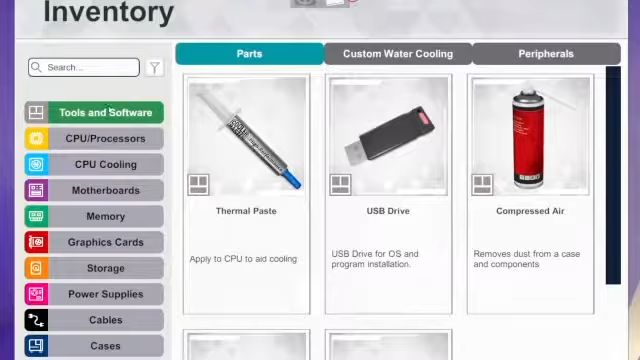 Inventory
Search...
Parts
Custom Water Cooling
Peripherals
Tools and Software
CPU/Processors
CPU Cooling
Motherboards
Memory
Graphics Cards
Storage
Power Supplies
Cables
Cases
Thermal Paste
Apply to CPU to aid cooling
USB Drive
USB Drive for OS and
program installation.
Compressed Air
Removes dust from a case
and components